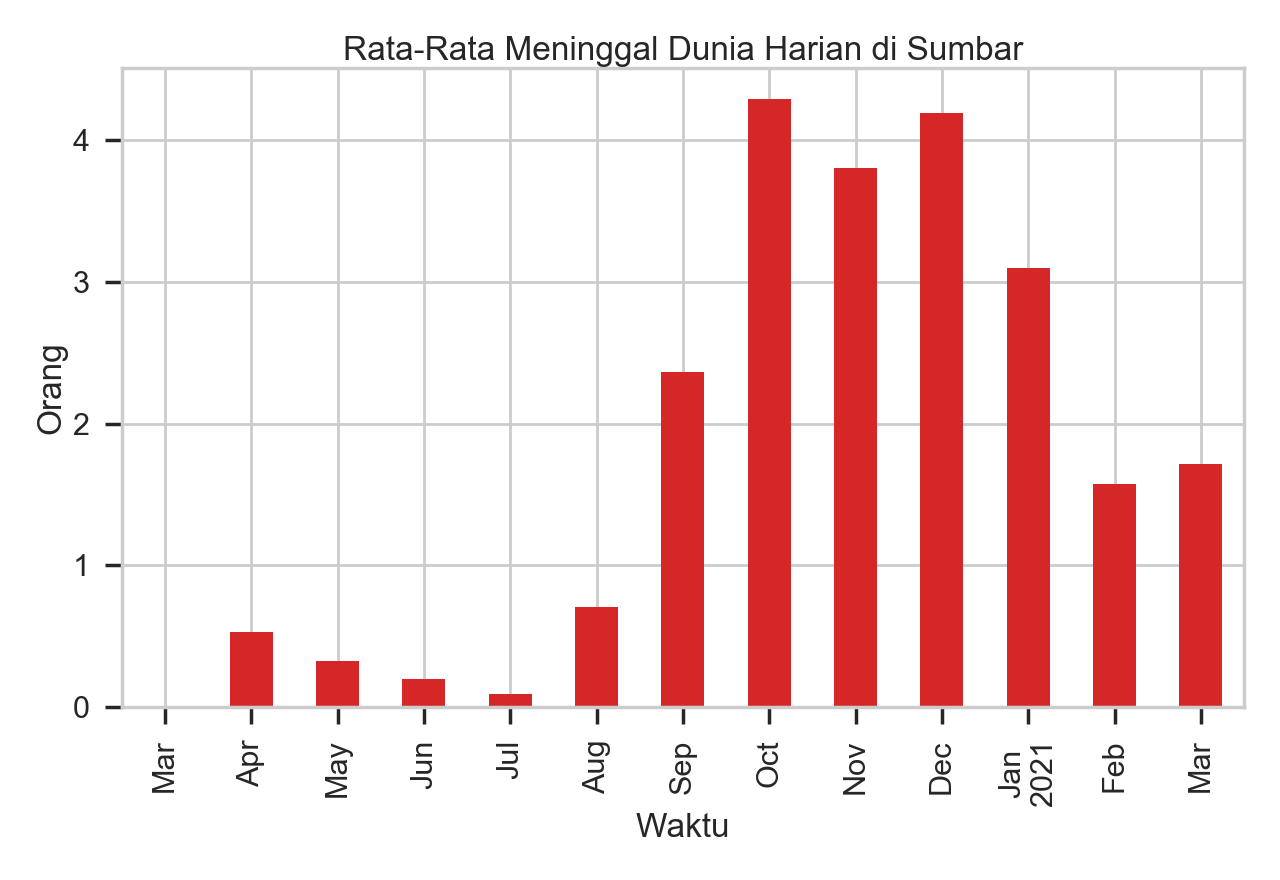 Rata-Rata Meninggal Dunia Harian di Sumbar
Orang
4
3
2
1
0
Mar
Apr
May
Jun
Jul
Aug
Sep
Oct
Nov
Dec
Jan
2021
Feb
Mar
Waktu